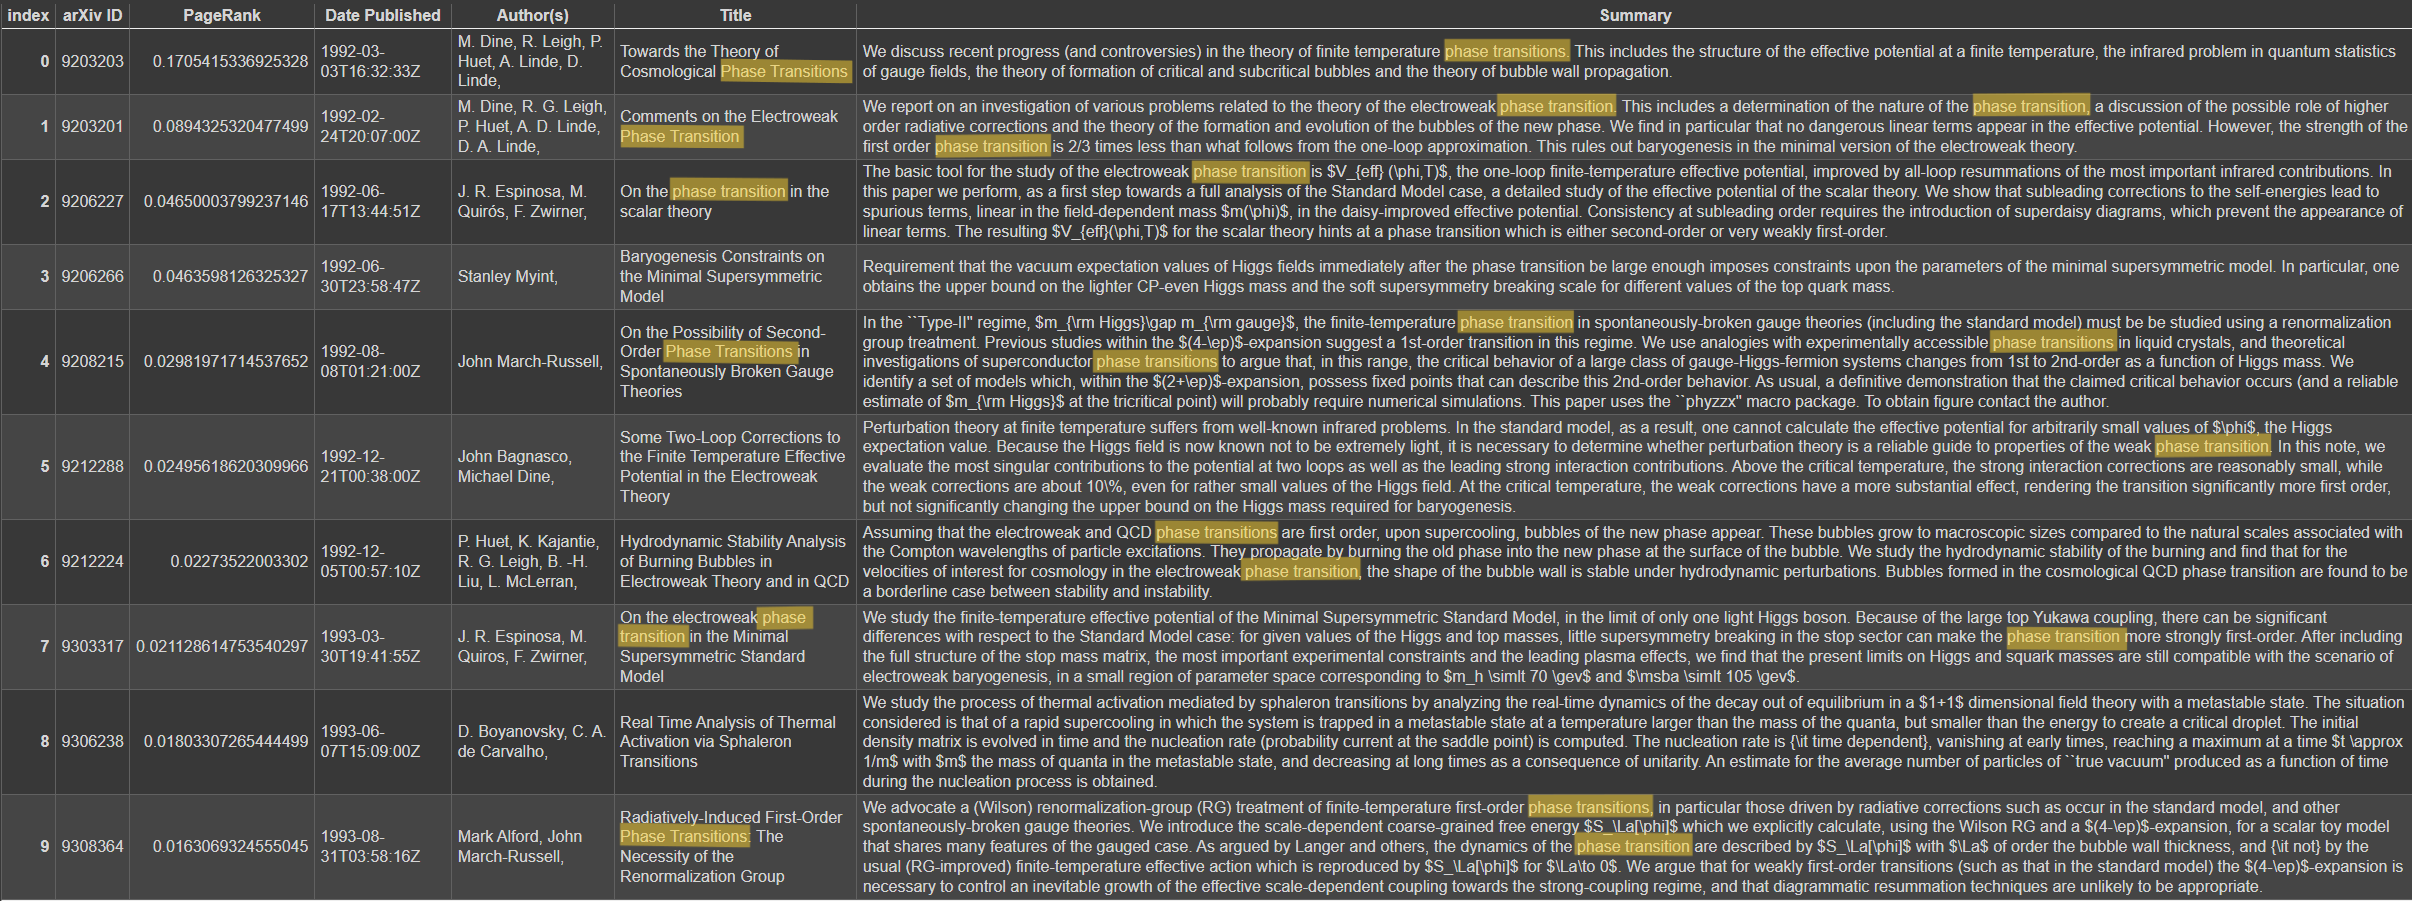 index arXiv ID PageRank Date Published Author(s) Title Summary
0 9203203 0.1705415336925328
1992-03-
03T16:32:33Z
M. Dine, R. Leigh, P.
Huet, A. Linde, D.
Linde,
Towards the Theory of
Cosmological Phase Transitions
We discuss recent progress (and controversies) in the theory of finite temperature phase transitions. This includes the structure of the effective potential at a finite temperature, the infrared problem in quantum statistics
of gauge fields, the theory of formation of critical and subcritical bubbles and the theory of bubble wall propagation.
1 9203201 0.0894325320477499
1992-02-
24T20:07:00Z
M. Dine, R. G. Leigh,
P. Huet, A. D. Linde,
D. A. Linde,
Comments on the Electroweak
Phase Transition
We report on an investigation of various problems related to the theory of the electroweak phase transition. This includes a determination of the nature of the phase transition, a discussion of the possible role of higher
order radiative corrections and the theory of the formation and evolution of the bubbles of the new phase. We find in particular that no dangerous linear terms appear in the effective potential. However, the strength of the
first order phase transition is 2/3 times less than what follows from the one-loop approximation. This rules out baryogenesis in the minimal version of the electroweak theory.
2 9206227 0.04650003799237146
1992-06-
17T13:44:51Z
J. R. Espinosa, M.
Quirós, F. Zwirner,
On the phase transition in the
scalar theory
The basic tool for the study of the electroweak phase transition is $V_{eff} (\phi,T)$, the one-loop finite-temperature effective potential, improved by all-loop resummations of the most important infrared contributions. In
this paper we perform, as a first step towards a full analysis of the Standard Model case, a detailed study of the effective potential of the scalar theory. We show that subleading corrections to the self-energies lead to
spurious terms, linear in the field-dependent mass $m(\phi)$, in the daisy-improved effective potential. Consistency at subleading order requires the introduction of superdaisy diagrams, which prevent the appearance of
linear terms. The resulting $V_{eff}(\phi,T)$ for the scalar theory hints at a phase transition which is either second-order or very weakly first-order.
3 9206266 0.0463598126325327
1992-06-
30T23:58:47Z
Stanley Myint,
Baryogenesis Constraints on
the Minimal Supersymmetric
Model
Requirement that the vacuum expectation values of Higgs fields immediately after the phase transition be large enough imposes constraints upon the parameters of the minimal supersymmetric model. In particular, one
obtains the upper bound on the lighter CP-even Higgs mass and the soft supersymmetry breaking scale for different values of the top quark mass.
4 9208215 0.02981971714537652
1992-08-
08T01:21:00Z
John March-Russell,
On the Possibility of Second-
Order Phase Transitions in
Spontaneously Broken Gauge
Theories
In the ``Type-II'' regime, $m_{\rm Higgs}\gap m_{\rm gauge}$, the finite-temperature phase transition in spontaneously-broken gauge theories (including the standard model) must be be studied using a renormalization
group treatment. Previous studies within the $(4-\ep)$-expansion suggest a 1st-order transition in this regime. We use analogies with experimentally accessible phase transitions in liquid crystals, and theoretical
investigations of superconductor phase transitions to argue that, in this range, the critical behavior of a large class of gauge-Higgs-fermion systems changes from 1st to 2nd-order as a function of Higgs mass. We
identify a set of models which, within the $(2+\ep)$-expansion, possess fixed points that can describe this 2nd-order behavior. As usual, a definitive demonstration that the claimed critical behavior occurs (and a reliable
estimate of $m_{\rm Higgs}$ at the tricritical point) will probably require numerical simulations. This paper uses the ``phyzzx'' macro package. To obtain figure contact the author.
5 9212288 0.02495618620309966
1992-12-
21T00:38:00Z
John Bagnasco,
Michael Dine,
Some Two-Loop Corrections to
the Finite Temperature Effective
Potential in the Electroweak
Theory
Perturbation theory at finite temperature suffers from well-known infrared problems. In the standard model, as a result, one cannot calculate the effective potential for arbitrarily small values of $\phi$, the Higgs
expectation value. Because the Higgs field is now known not to be extremely light, it is necessary to determine whether perturbation theory is a reliable guide to properties of the weak phase transition. In this note, we
evaluate the most singular contributions to the potential at two loops as well as the leading strong interaction contributions. Above the critical temperature, the strong interaction corrections are reasonably small, while
the weak corrections are about 10\%, even for rather small values of the Higgs field. At the critical temperature, the weak corrections have a more substantial effect, rendering the transition significantly more first order,
but not significantly changing the upper bound on the Higgs mass required for baryogenesis.
6 9212224 0.02273522003302
1992-12-
05T00:57:10Z
P. Huet, K. Kajantie,
R. G. Leigh, B. -H.
Liu, L. McLerran,
Hydrodynamic Stability Analysis
of Burning Bubbles in
Electroweak Theory and in QCD
Assuming that the electroweak and QCD phase transitions are first order, upon supercooling, bubbles of the new phase appear. These bubbles grow to macroscopic sizes compared to the natural scales associated with
the Compton wavelengths of particle excitations. They propagate by burning the old phase into the new phase at the surface of the bubble. We study the hydrodynamic stability of the burning and find that for the
velocities of interest for cosmology in the electroweak phase transition, the shape of the bubble wall is stable under hydrodynamic perturbations. Bubbles formed in the cosmological QCD phase transition are found to be
a borderline case between stability and instability.
7 9303317 0.021128614753540297
1993-03-
30T19:41:55Z
J. R. Espinosa, M.
Quiros, F. Zwirner,
On the electroweak phase
transition in the Minimal
Supersymmetric Standard
Model
We study the finite-temperature effective potential of the Minimal Supersymmetric Standard Model, in the limit of only one light Higgs boson. Because of the large top Yukawa coupling, there can be significant
differences with respect to the Standard Model case: for given values of the Higgs and top masses, little supersymmetry breaking in the stop sector can make the phase transition more strongly first-order. After including
the full structure of the stop mass matrix, the most important experimental constraints and the leading plasma effects, we find that the present limits on Higgs and squark masses are still compatible with the scenario of
electroweak baryogenesis, in a small region of parameter space corresponding to $m_h \simlt 70 \gev$ and $\msba \simlt 105 \gev$.
8 9306238 0.01803307265444499
1993-06-
07T15:09:00Z
D. Boyanovsky, C. A.
de Carvalho,
Real Time Analysis of Thermal
Activation via Sphaleron
Transitions
We study the process of thermal activation mediated by sphaleron transitions by analyzing the real-time dynamics of the decay out of equilibrium in a $1+1$ dimensional field theory with a metastable state. The situation
considered is that of a rapid supercooling in which the system is trapped in a metastable state at a temperature larger than the mass of the quanta, but smaller than the energy to create a critical droplet. The initial
density matrix is evolved in time and the nucleation rate (probability current at the saddle point) is computed. The nucleation rate is {\it time dependent}, vanishing at early times, reaching a maximum at a time $t \approx
1/m$ with $m$ the mass of quanta in the metastable state, and decreasing at long times as a consequence of unitarity. An estimate for the average number of particles of ``true vacuum'' produced as a function of time
during the nucleation process is obtained.
9 9308364 0.0163069324555045
1993-08-
31T03:58:16Z
Mark Alford, John
March-Russell,
Radiatively-Induced First-Order
Phase Transitions: The
Necessity of the
Renormalization Group
We advocate a (Wilson) renormalization-group (RG) treatment of finite-temperature first-order phase transitions, in particular those driven by radiative corrections such as occur in the standard model, and other
spontaneously-broken gauge theories. We introduce the scale-dependent coarse-grained free energy $S_\La[\phi]$ which we explicitly calculate, using the Wilson RG and a $(4-\ep)$-expansion, for a scalar toy model
that shares many features of the gauged case. As argued by Langer and others, the dynamics of the phase transition are described by $S_\La[\phi]$ with $\La$ of order the bubble wall thickness, and {\it not} by the
usual (RG-improved) finite-temperature effective action which is reproduced by $S_\La[\phi]$ for $\La\to 0$. We argue that for weakly first-order transitions (such as that in the standard model) the $(4-\ep)$-expansion is
necessary to control an inevitable growth of the effective scale-dependent coupling towards the strong-coupling regime, and that diagrammatic resummation techniques are unlikely to be appropriate.